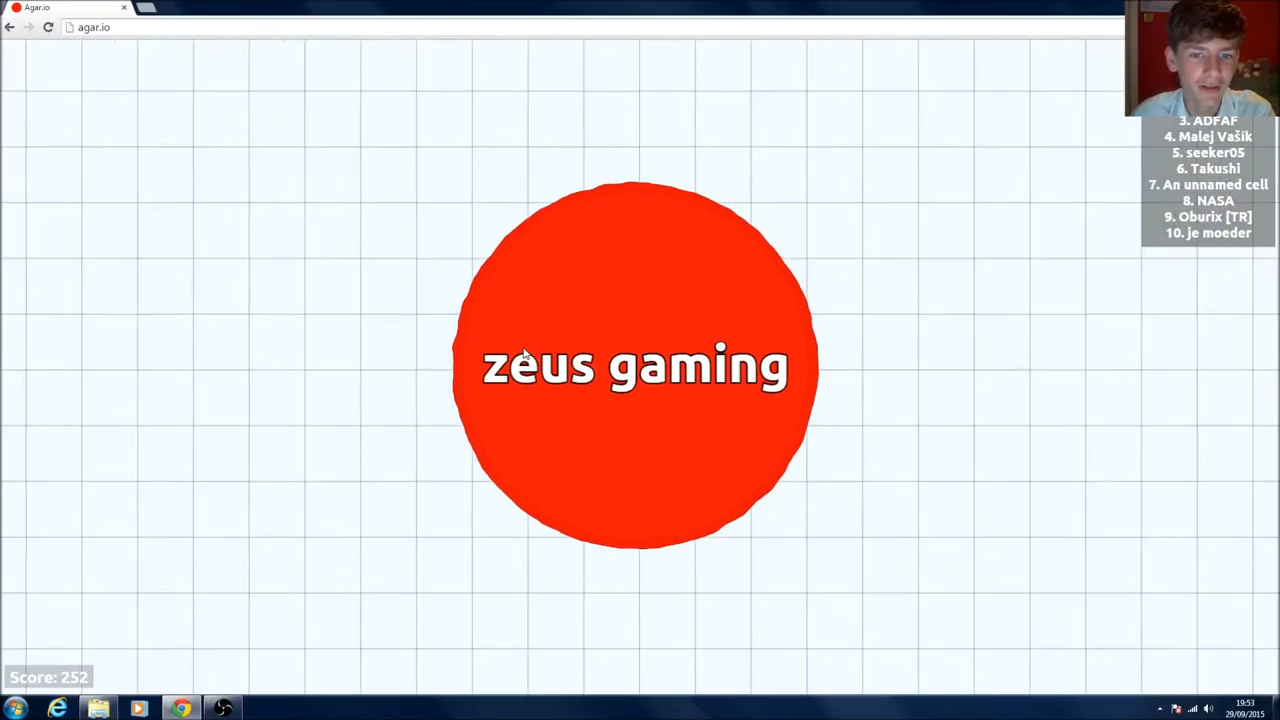 Agar.io
agar.io
3. ADFAF
4. Malej Vašík
5. seeker05
6. Takushi
7. An unnamed cell
8. NASA
9. Oburix [TR]
10. je moeder
zeus gaming
Score: 252
19:53
29/09/2015